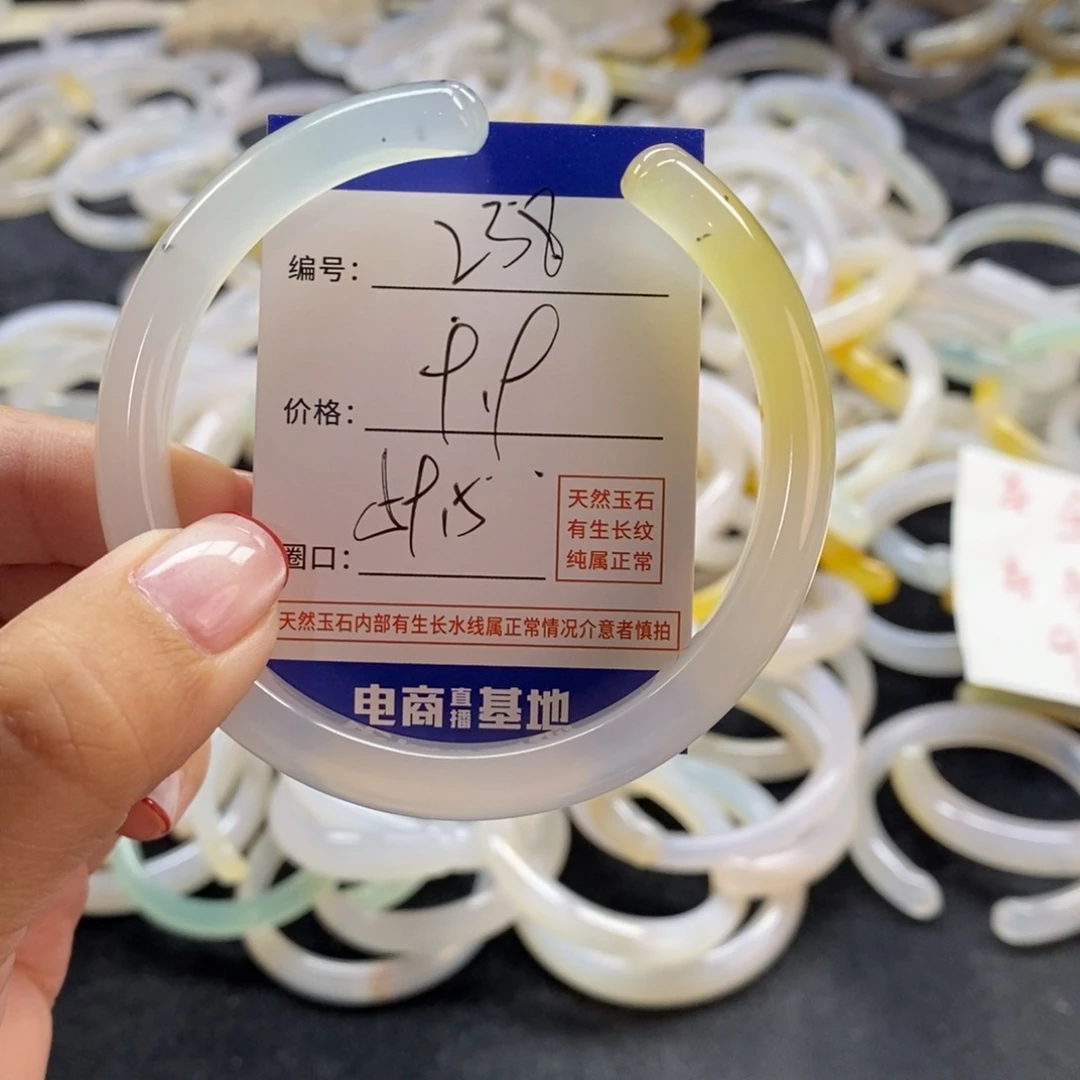 编号: 258
价格:
圈口:
天然玉石
有生长纹
纯属正常
天然玉石内部有生长水线属正常情况介意者慎拍
电商直播基地